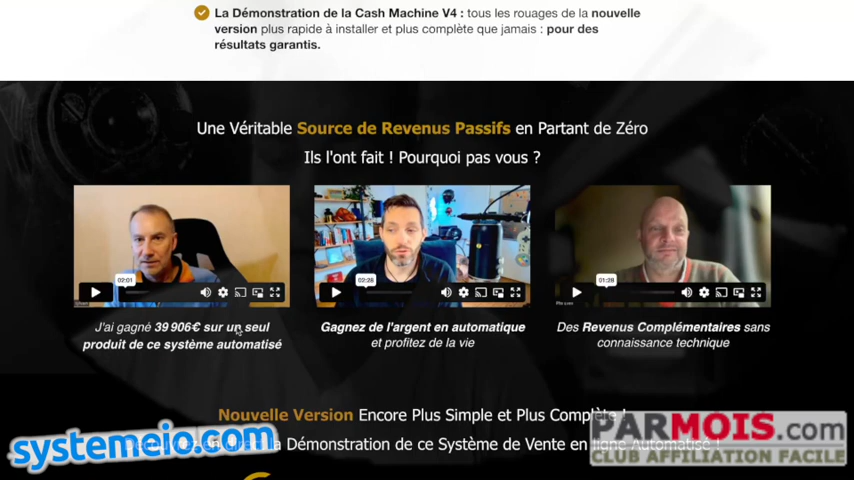 La Démonstration de la Cash Machine V4 : tous les rouages de la nouvelle
version plus rapide à installer et plus complète que jamais : pour des
résultats garantis.
Une Véritable Source de Revenus Passifs en Partant de Zéro
Ils l'ont fait ! Pourquoi pas vous ?
02:01
02:28
01:28
J'ai gagné 39 906€ sur un seul
produit de ce système automatisé
Gagnez de l'argent en automatique
et profitez de la vie
Des Revenus Complémentaires sans
connaissance technique
Nouvelle Version Encore Plus Simple et Plus Complète !
la Démonstration de ce Système de Vente en ligne Automatisé !
systemeio.com
PARMOIS.com
CLUB AFFILIATION FACILE